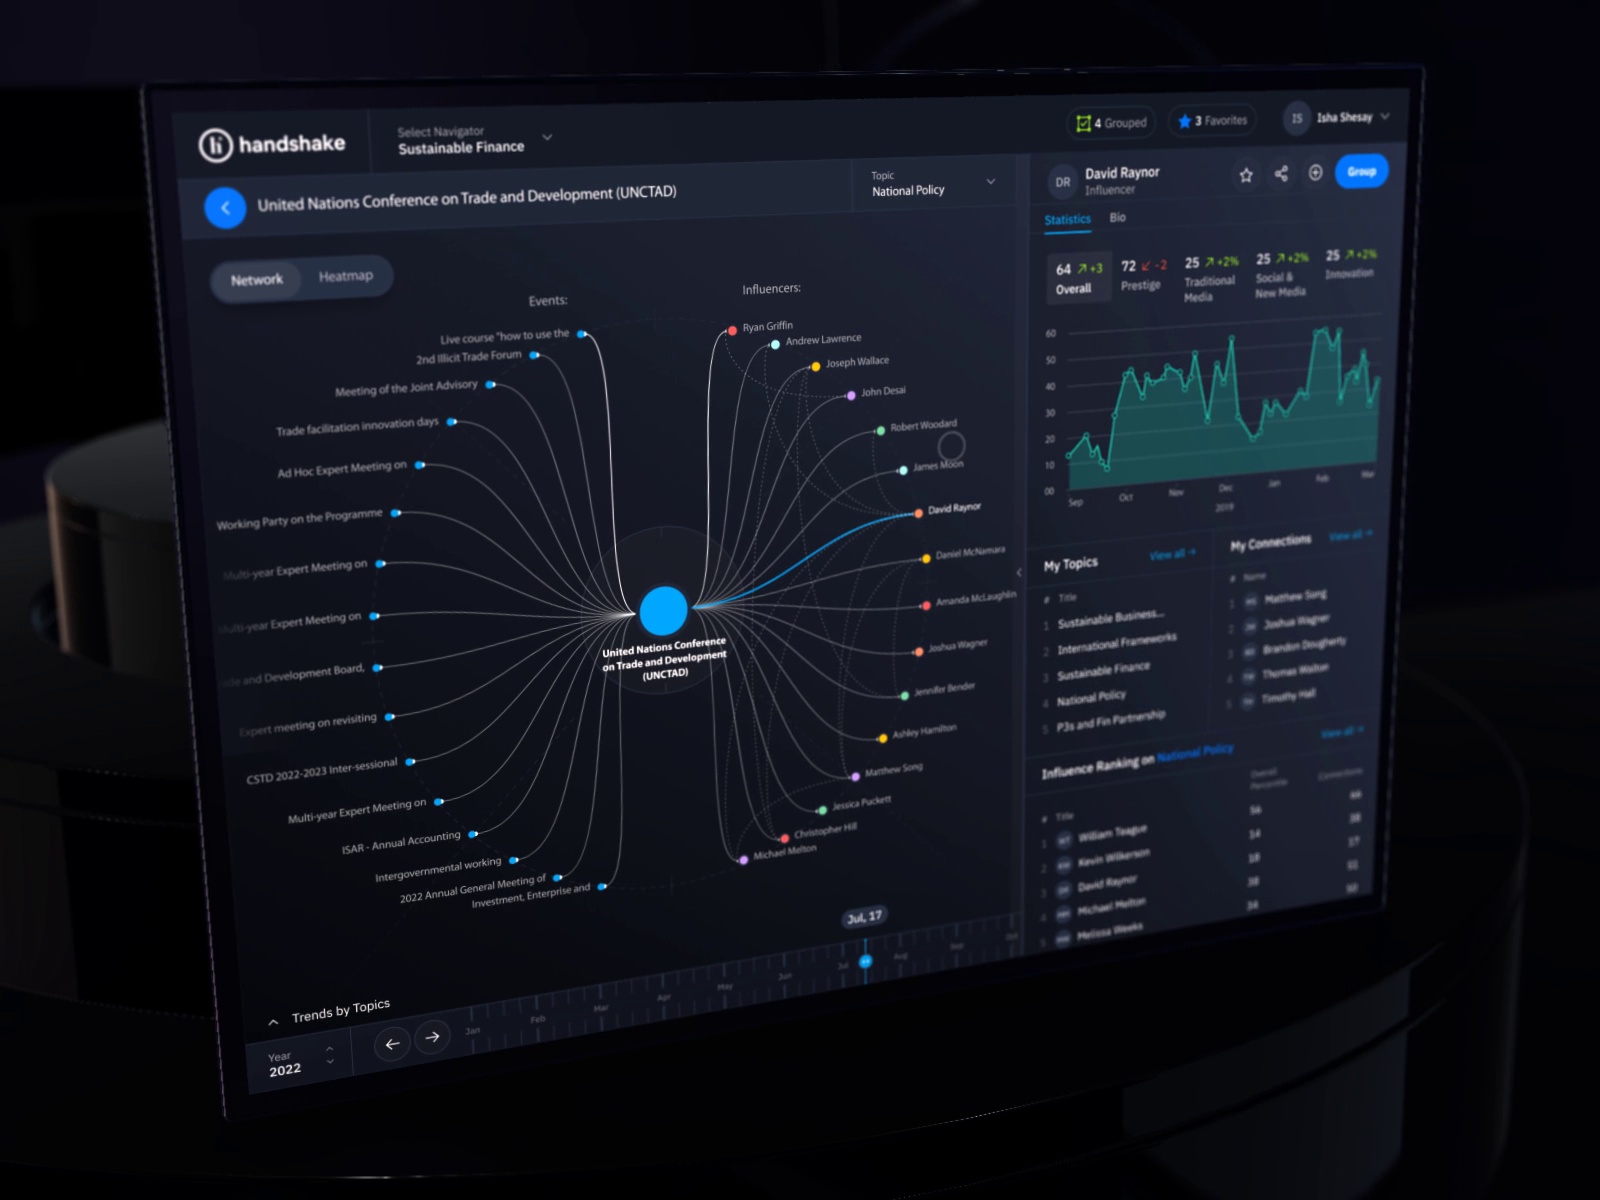 handshake
Select Navigator
Sustainable Finance
4 Grouped
3 Favorites
IS
Isha Shesay
United Nations Conference on Trade and Development (UNCTAD)
Topic
National Policy
DR
David Raynor
Influencer
Group
Statistics
Bio
64 +3
Overall
72 -2
Prestige
25 +2%
Traditional
Media
25 +2%
Social &
New Media
25 +2%
Innovation
60
50
40
30
20
10
00
Sep
Oct
Nov
Dec
Jan
Feb
Mar
2019
Network
Heatmap
Events:
Live course "how to use the
2nd Illicit Trade Forum
Meeting of the Joint Advisory
Trade facilitation innovation days
Ad Hoc Expert Meeting on
Working Party on the Programme
Multi-year Expert Meeting on
Multi-year Expert Meeting on
and Development Board,
Expert meeting on revisiting
CSTD 2022-2023 Inter-sessional
Multi-year Expert Meeting on
ISAR - Annual Accounting
Intergovernmental working
2022 Annual General Meeting of
Investment, Enterprise and
United Nations Conference
on Trade and Development
(UNCTAD)
Influencers:
Ryan Griffin
Andrew Lawrence
Joseph Wallace
John Desai
Robert Woodard
James Moon
David Raynor
Daniel McNamara
Amanda McLaughlin
Joshua Wagner
Jennifer Bender
Ashley Hamilton
Matthew Song
Jessica Puckett
Christopher Hill
Michael Melton
My Topics
View all →
# Title
1 Sustainable Business...
2 International Frameworks
3 Sustainable Finance
4 National Policy
5 P3s and Fin Partnership
My Connections
View all →
# Name
1 Matthew Song
2 Joshua Wagner
3 Brandon Dougherty
4 Thomas Walton
5 Timothy Hall
Influence Ranking on National Policy
View all →
# Title
Overall
Percentile
Connections
1 William Teague 56
2 Kevin Wilkerson 14 38
3 David Raynor 18 17
4 Michael Melton 38 51
5 Melissa Weeks 34
Jul, 17
Trends by Topics
Year
2022
Jan
Feb
Mar
Apr
May
Jun
Jul
Aug
Sep